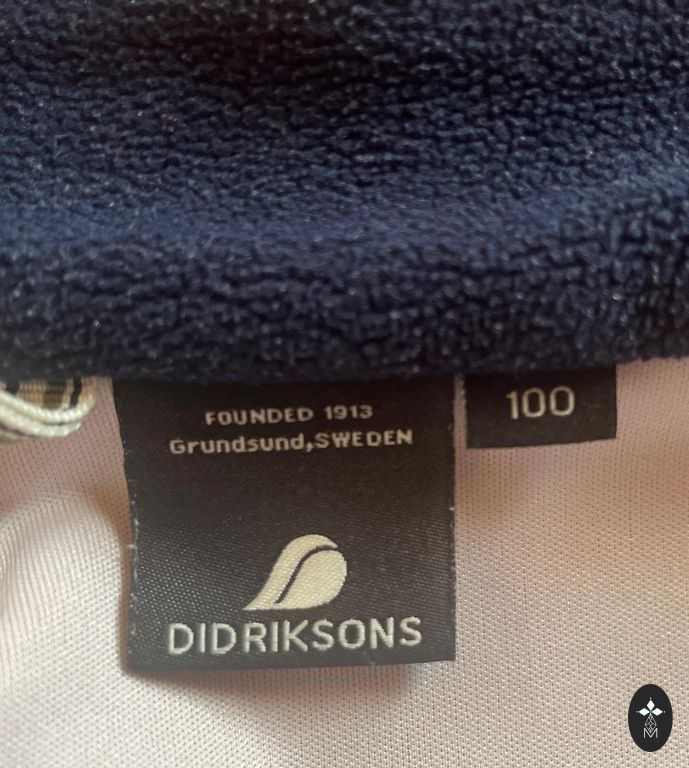 FOUNDED 1913
Grundsund,SWEDEN
100
DIDRIKSONS
M